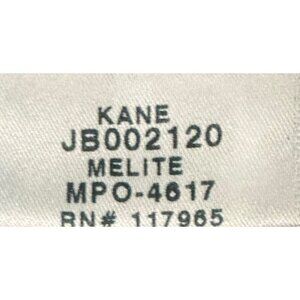 KANE
JB002120
MELITE
MPO-4617
RN# 117965